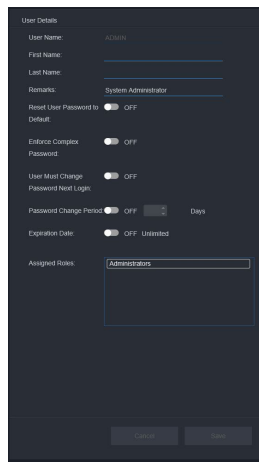 User Details
User Name: ADMIN
First Name:
Last Name:
Remarks: System Administrator
Reset User Password to Default: OFF
Enforce Complex Password: OFF
User Must Change Password Next Login: OFF
Password Change Period: OFF Days
Expiration Date: OFF Unlimited
Assigned Roles: Administrators
Cancel Save